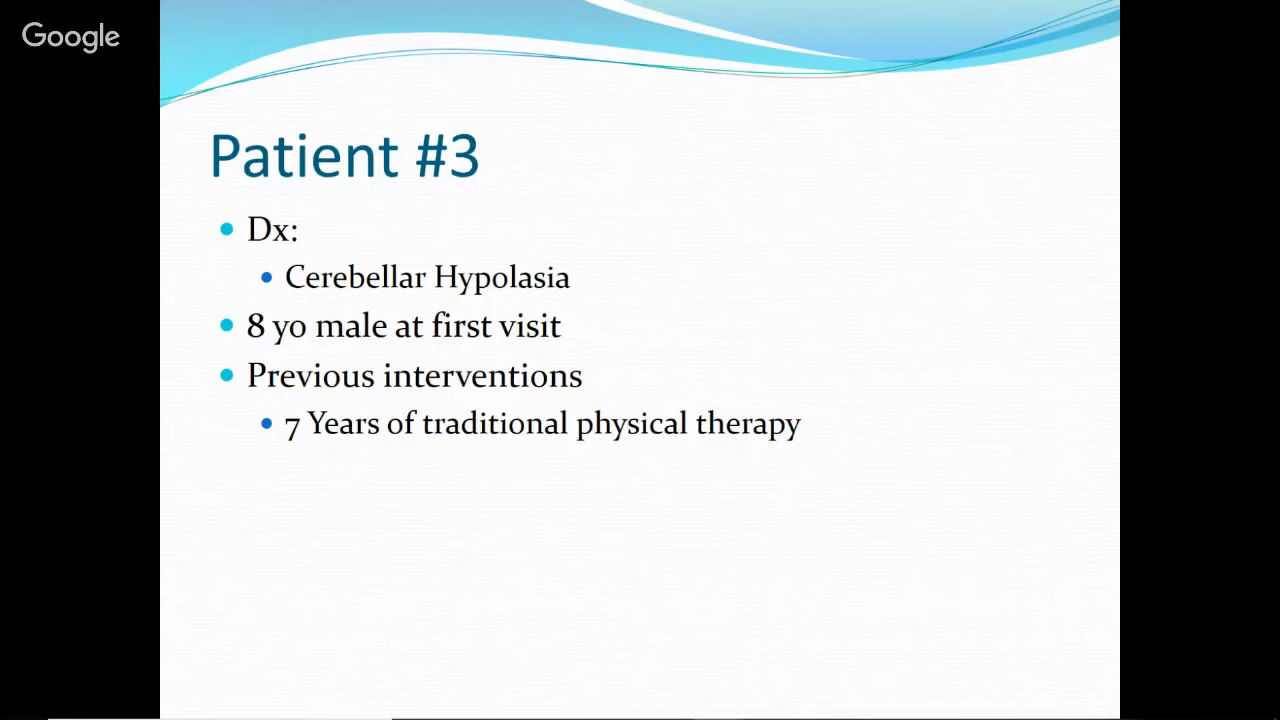 Google
Patient #3
Dx:
Cerebellar Hypolasia
8 yo male at first visit
Previous interventions
7 Years of traditional physical therapy